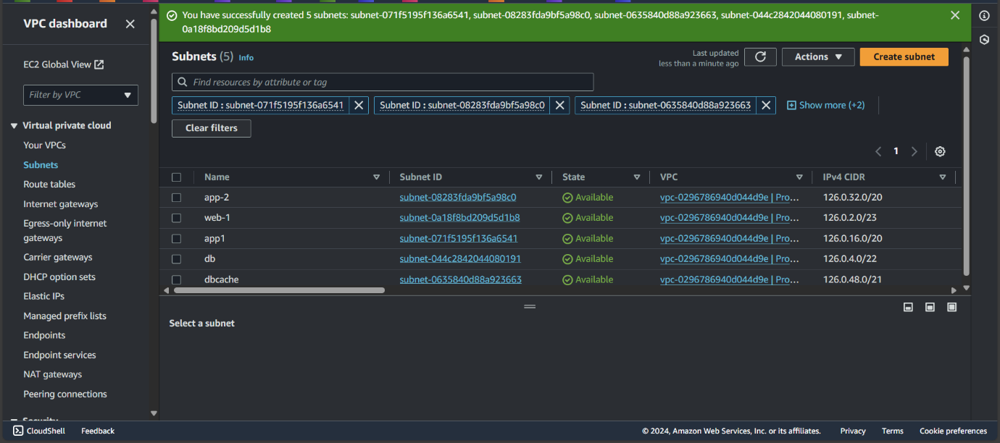 You have successfully created 5 subnets: subnet-071f5195f136a6541, subnet-08283fda9bf5a98c0, subnet-0635840d88a923663, subnet-044c2842044080191, subnet-
0a18f8bd209d5d1b8
VPC dashboard
EC2 Global View
Filter by VPC
Virtual private cloud
Your VPCs
Subnets
Route tables
Internet gateways
Egress-only internet
gateways
Carrier gateways
DHCP option sets
Elastic IPs
Managed prefix lists
Endpoints
Endpoint services
NAT gateways
Peering connections
Security
Subnets (5) Info
Last updated
less than a minute ago
Actions
Create subnet
Find resources by attribute or tag
Subnet ID : subnet-071f5195f136a6541
Subnet ID : subnet-08283fda9bf5a98c0
Subnet ID : subnet-0635840d88a923663
Show more (+2)
Clear filters
1
Name Subnet ID State VPC IPv4 CIDR
app-2 subnet-08283fda9bf5a98c0 Available vpc-0296786940d044d9e | Pro... 126.0.32.0/20
web-1 subnet-0a18f8bd209d5d1b8 Available vpc-0296786940d044d9e | Pro... 126.0.2.0/23
app1 subnet-071f5195f136a6541 Available vpc-0296786940d044d9e | Pro... 126.0.16.0/20
db subnet-044c2842044080191 Available vpc-0296786940d044d9e | Pro... 126.0.4.0/22
dbcache subnet-0635840d88a923663 Available vpc-0296786940d044d9e | Pro... 126.0.48.0/21
Select a subnet
CloudShell Feedback © 2024, Amazon Web Services, Inc. or its affiliates. Privacy Terms Cookie preferences